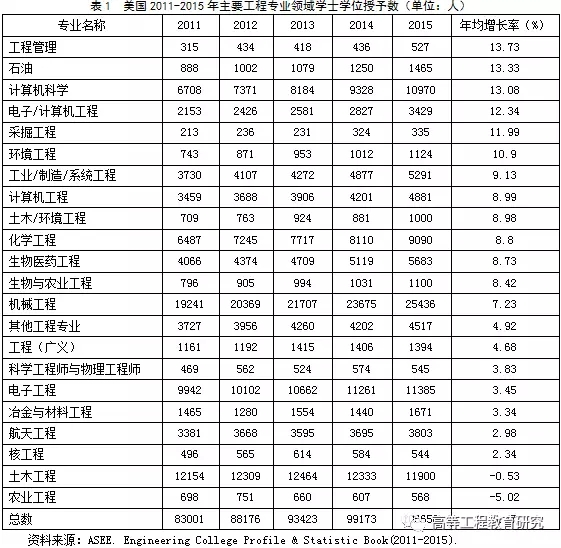 表1 美国 2011-2015 年主要工程专业领域学士学位授予数（单位：人）
专业名称 2011 2012 2013 2014 2015 年均增长率（%）
工程管理 315 434 418 436 527 13.73
石油 888 1002 1079 1250 1465 13.33
计算机科学 6708 7371 8184 9328 10970 13.08
电子/计算机工程 2153 2426 2581 2827 3429 12.34
采掘工程 213 236 231 324 335 11.99
环境工程 743 871 953 1012 1124 10.9
工业/制造/系统工程 3730 4107 4272 4877 5291 9.13
计算机工程 3459 3688 3906 4201 4881 8.99
土木/环境工程 709 763 924 881 1000 8.98
化学工程 6487 7245 7717 8110 9090 8.8
生物医药工程 4066 4374 4709 5119 5683 8.73
生物与农业工程 796 905 994 1031 1100 8.42
机械工程 19241 20369 21707 23675 25436 7.23
其他工程专业 3727 3956 4260 4202 4517 4.92
工程（广义） 1161 1192 1415 1406 1394 4.68
科学工程师与物理工程师 469 562 524 574 545 3.83
电子工程 9942 10102 10662 11261 11385 3.45
冶金与材料工程 1465 1280 1554 1440 1671 3.34
航天工程 3381 3668 3595 3695 3803 2.98
核工程 496 565 614 584 544 2.34
土木工程 12154 12309 12464 12333 11900 -0.53
农业工程 698 751 660 607 568 -5.02
总数 83001 88176 93423 99173
高等工程教育研究
资料来源：ASEE. Engineering College Profile & Statistic Book(2011-2015).